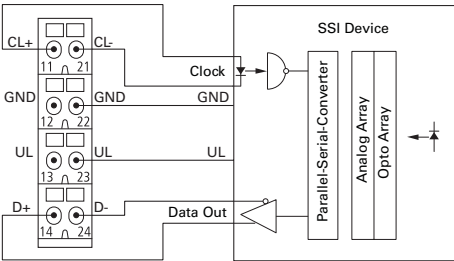 SSI Device
CL+ CL-
11 21
Clock
GND GND GND
12 22
UL UL UL
13 23
D+ D- Data Out
14 24
Parallel-Serial-Converter
Analog Array
Opto Array